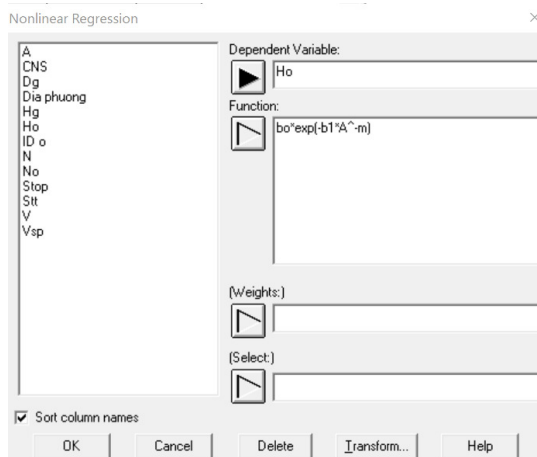 Nonlinear Regression
A
CNS
Dg
Dia phuong
Hg
Ho
ID o
N
No
Stop
Stt
V
Vsp
Dependent Variable:
Ho
Function:
bo*exp(-b1*A^-m)
(Weights:)
(Select:)
Sort column names
OK
Cancel
Delete
Transform...
Help